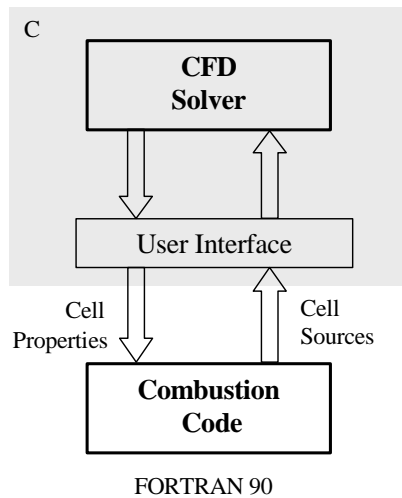 C
CFD
Solver
User Interface
Cell
Properties
Cell
Sources
Combustion
Code
FORTRAN 90